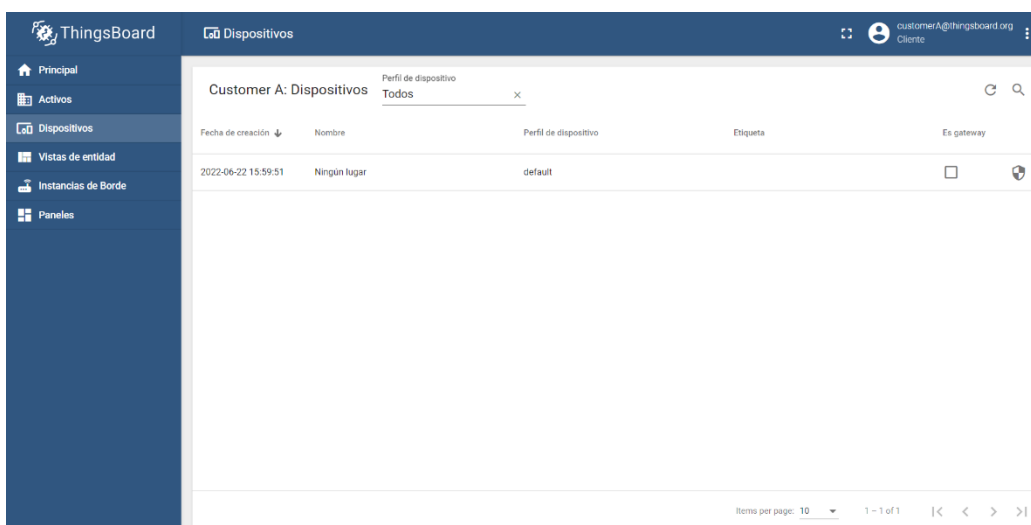 ThingsBoard
Dispositivos
customerA@thingsboard.org
Cliente
Principal
Activos
Dispositivos
Vistas de entidad
Instancias de Borde
Paneles
Customer A: Dispositivos
Perfil de dispositivo
Todos
Fecha de creación Nombre Perfil de dispositivo Etiqueta Es gateway
2022-06-22 15:59:51 Ningún lugar default
Items per page: 10 1 – 1 of 1